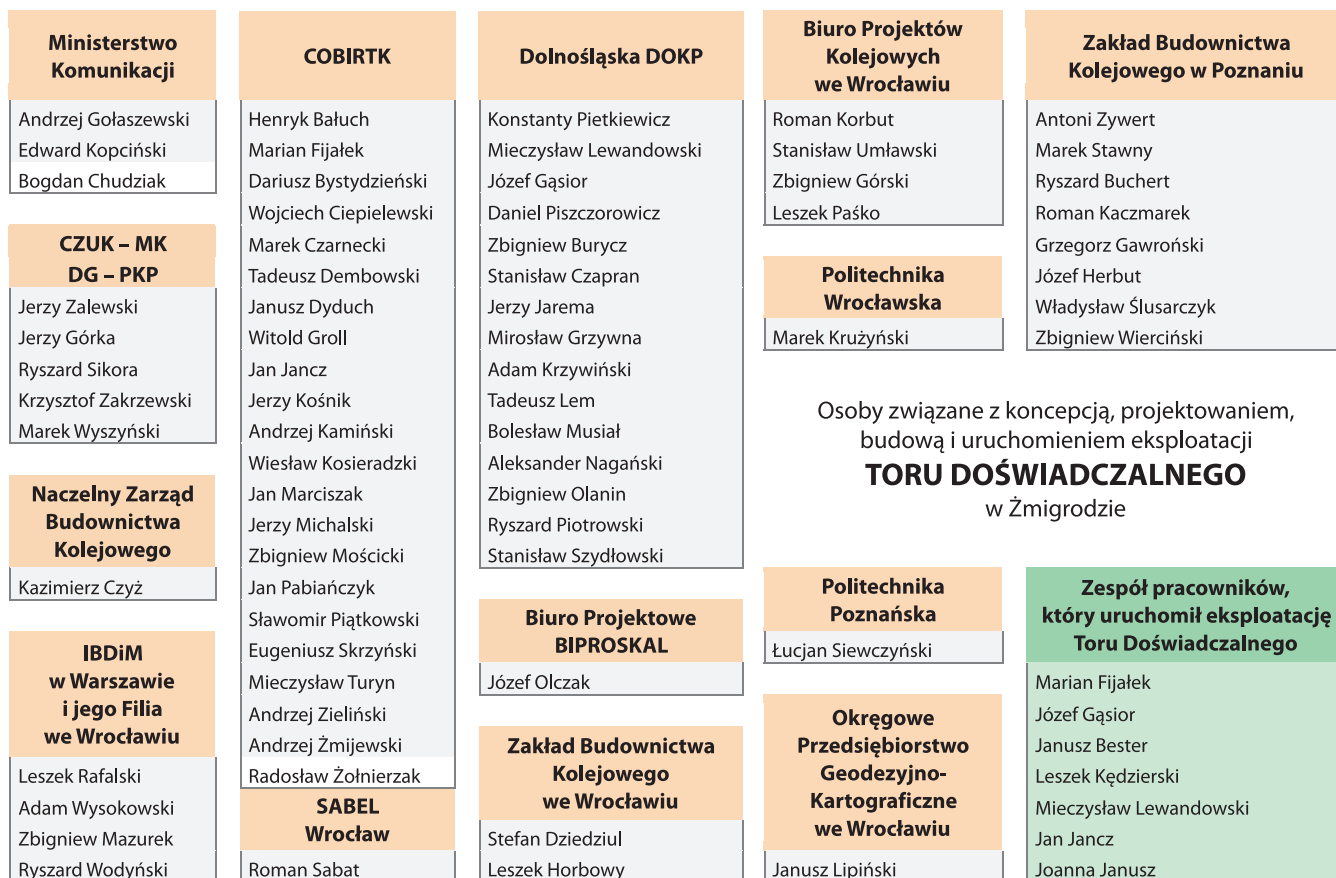 Ministerstwo
Komunikacji
Andrzej Gołaszewski
Edward Kopciński
Bogdan Chudziak
CZUK – MK
DG – PKP
Jerzy Zalewski
Jerzy Górka
Ryszard Sikora
Krzysztof Zakrzewski
Marek Wyszyński
Naczelny Zarząd
Budownictwa
Kolejowego
Kazimierz Czyż
IBDiM
w Warszawie
i jego Filia
we Wrocławiu
Leszek Rafalski
Adam Wysokowski
Zbigniew Mazurek
Ryszard Wodyński
COBIRTK
Henryk Bałuch
Marian Fijałek
Dariusz Bystydzieński
Wojciech Ciepielewski
Marek Czarnecki
Tadeusz Dembowski
Janusz Dyduch
Witold Groll
Jan Jancz
Jerzy Kośnik
Andrzej Kamiński
Wiesław Kosieradzki
Jan Marciszak
Jerzy Michalski
Zbigniew Mościcki
Jan Pabiańczyk
Sławomir Piątkowski
Eugeniusz Skrzyński
Mieczysław Turyn
Andrzej Zieliński
Andrzej Żmijewski
Radosław Żołnierzak
SABEL
Wrocław
Roman Sabat
Dolnośląska DOKP
Konstanty Pietkiewicz
Mieczysław Lewandowski
Józef Gąsior
Daniel Piszczorowicz
Zbigniew Burycz
Stanisław Czapran
Jerzy Jarema
Mirosław Grzywna
Adam Krzywiński
Tadeusz Lem
Bolesław Musiał
Aleksander Nagański
Zbigniew Olanin
Ryszard Piotrowski
Stanisław Szydłowski
Biuro Projektowe
BIPROSKAL
Józef Olczak
Zakład Budownictwa
Kolejowego
we Wrocławiu
Stefan Dziedziul
Leszek Horbowy
Biuro Projektów
Kolejowych
we Wrocławiu
Roman Korbut
Stanisław Umławski
Zbigniew Górski
Leszek Paśko
Politechnika
Wrocławska
Marek Krużyński
Zakład Budownictwa
Kolejowego w Poznaniu
Antoni Zywert
Marek Stawny
Ryszard Buchert
Roman Kaczmarek
Grzegorz Gawroński
Józef Herbut
Władysław Ślusarczyk
Zbigniew Wierciński
Osoby związane z koncepcją, projektowaniem,
budową i uruchomieniem eksploatacji
TORU DOŚWIADCZALNEGO
w Żmigrodzie
Politechnika
Poznańska
Łucjan Siewczyński
Okręgowe
Przedsiębiorstwo
Geodezyjno-
Kartograficzne
we Wrocławiu
Janusz Lipiński
Zespół pracowników,
który uruchomił eksploatację
Toru Doświadczalnego
Marian Fijałek
Józef Gąsior
Janusz Bester
Leszek Kędzierski
Mieczysław Lewandowski
Jan Jancz
Joanna Janusz